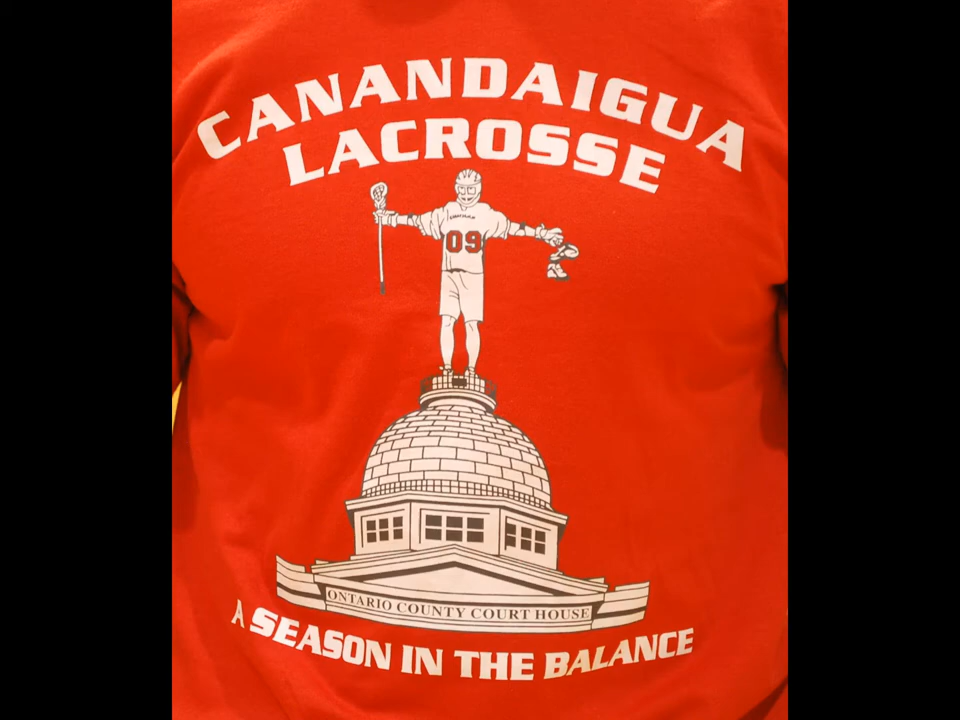 CANANDAIGUA
LACROSSE
09
ONTARIO COUNTY COURT HOUSE
A SEASON IN THE BALANCE